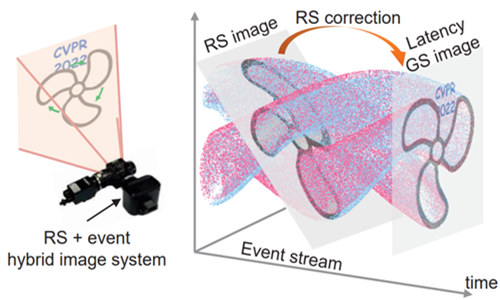 CVPR
2022
RS + event
hybrid image system
RS image
RS correction
Latency
GS image
CVPR
2022
Event stream
time